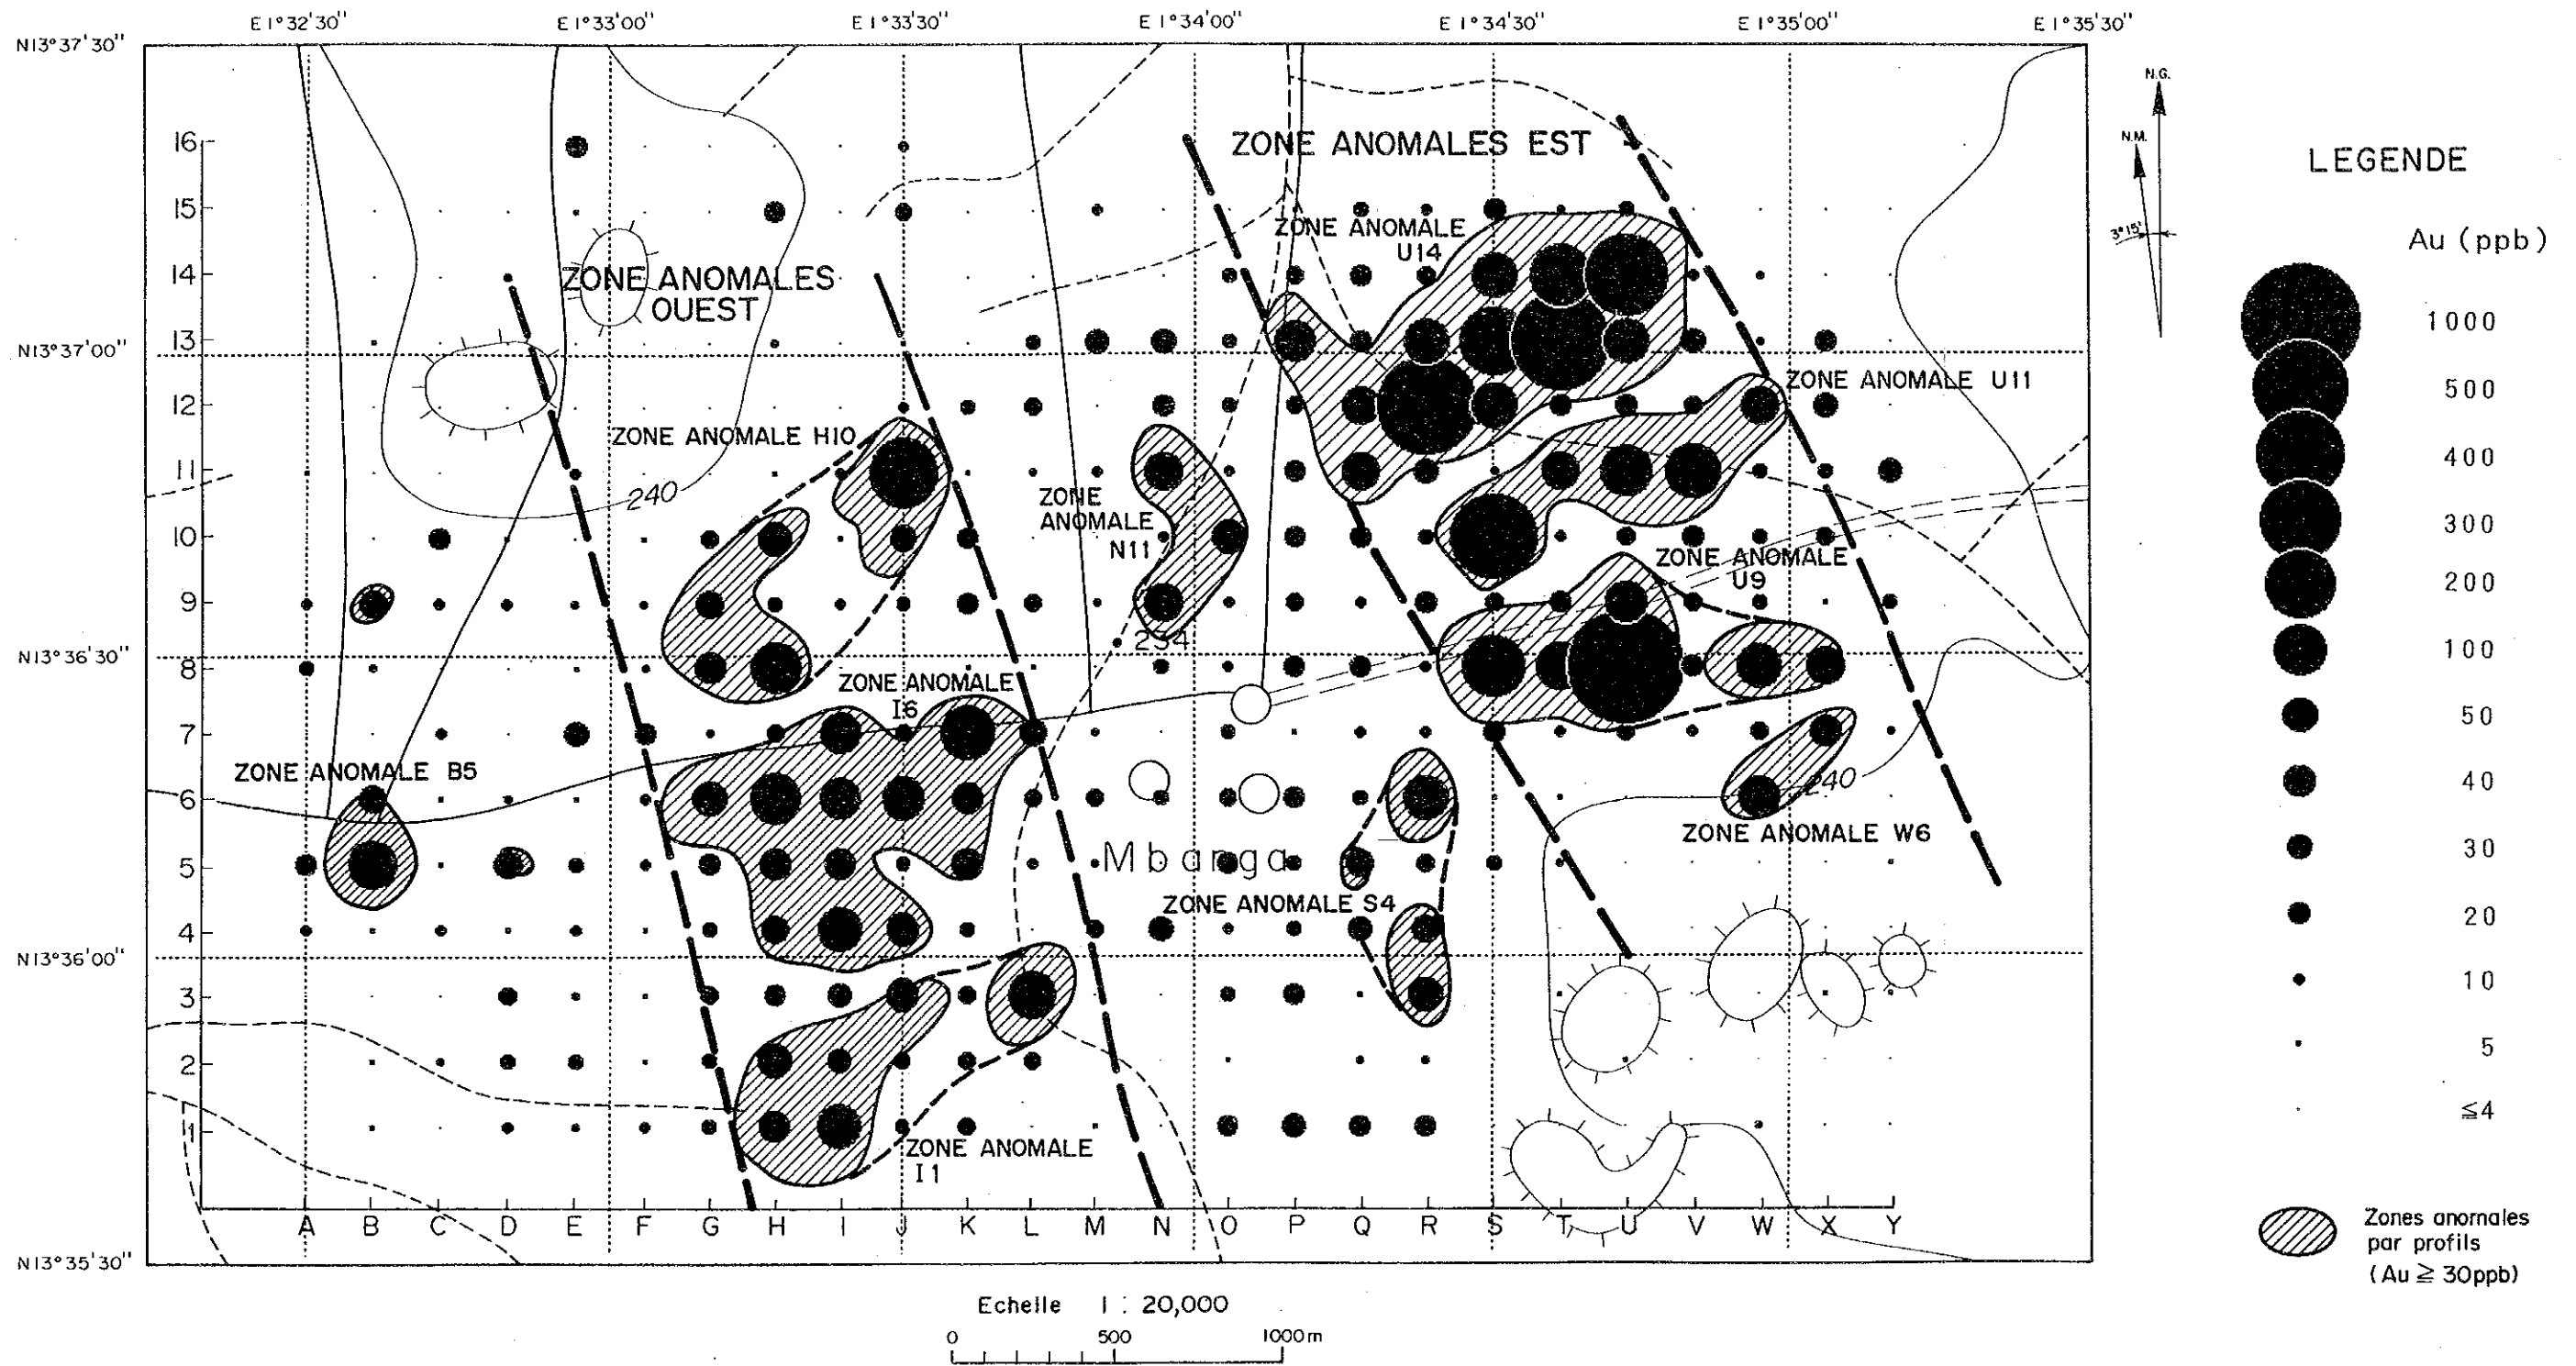 E 1°32'30" E 1°33'00" E 1°33'30" E 1°34'00" E 1°34'30" E 1°35'00" E 1°35'30"
N13°37'30"
N.G.
N.M.
3°15'
16
ZONE ANOMALES EST
LEGENDE
15
ZONE ANOMALE
U14
Au (ppb)
14
ZONE ANOMALES
OUEST
1000
13
N13°37'00"
ZONE ANOMALE U11
500
12
ZONE ANOMALE H10
400
11
240
ZONE
ANOMALE
N11
300
10
ZONE ANOMALE
U9
200
9
234
100
N13°36'30"
8
ZONE ANOMALE
I6
50
7
ZONE ANOMALE B5
240
40
6
ZONE ANOMALE W6
30
5
Mbanga
ZONE ANOMALE S4
20
4
N13°36'00"
10
3
5
2
≦4
1
ZONE ANOMALE
I1
A B C D E F G H I J K L M N O P Q R S T U V W X Y
Zones anomales
par profils
(Au ≧ 30ppb)
N13°35'30"
Echelle 1 : 20,000
0 500 1000m